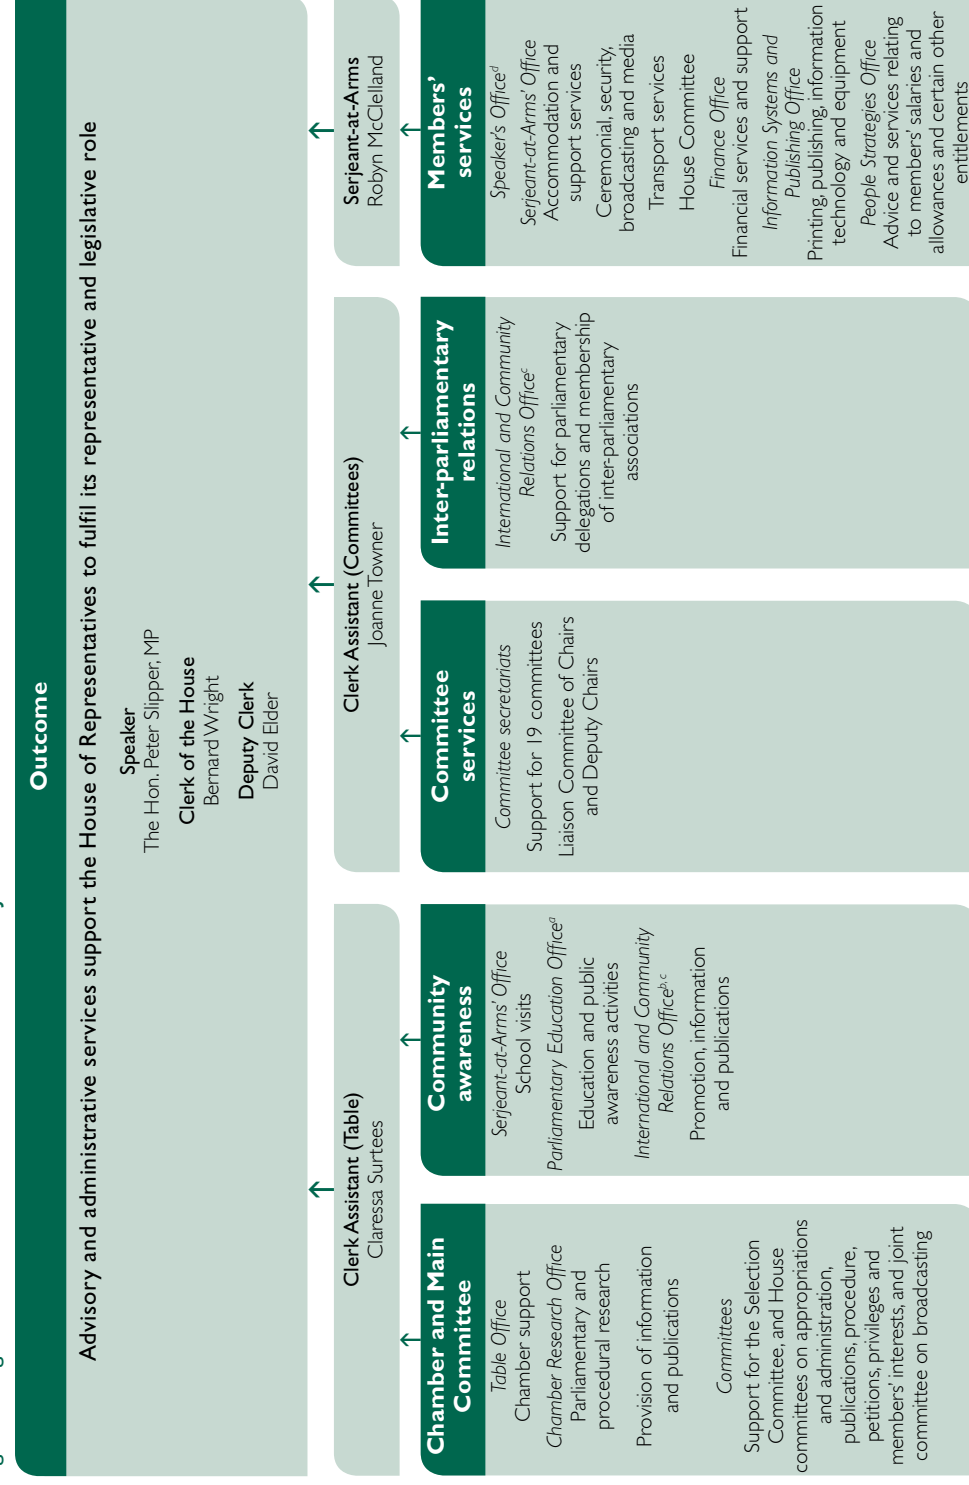 Outcome
Advisory and administrative services support the House of Representatives to fulfil its representative and legislative role
Speaker
The Hon. Peter Slipper, MP
Clerk of the House
Bernard Wright
Deputy Clerk
David Elder
Clerk Assistant (Table)
Claressa Surtees
Clerk Assistant (Committees)
Joanne Towner
Serjeant-at-Arms
Robyn McClelland
Chamber and Main
Committee
Table Office
Chamber support
Chamber Research Office
Parliamentary and
procedural research
Provision of information
and publications
Committees
Support for the Selection
Committee, and House
committees on appropriations
and administration,
publications, procedure,
petitions, privileges and
members' interests, and joint
committee on broadcasting
Community
awareness
Serjeant-at-Arms' Office
School visits
Parliamentary Education Officeᵃ
Education and public
awareness activities
International and Community
Relations Officeᵇ,ᶜ
Promotion, information
and publications
Committee
services
Committee secretariats
Support for 19 committees
Liaison Committee of Chairs
and Deputy Chairs
Inter-parliamentary
relations
International and Community
Relations Officeᶜ
Support for parliamentary
delegations and membership
of inter-parliamentary
associations
Members'
services
Speaker's Officeᵈ
Serjeant-at-Arms' Office
Accommodation and
support services
Ceremonial, security,
broadcasting and media
Transport services
House Committee
Finance Office
Financial services and support
Information Systems and
Publishing Office
Printing, publishing, information
technology and equipment
People Strategies Office
Advice and services relating
to members' salaries and
allowances and certain other
entitlements